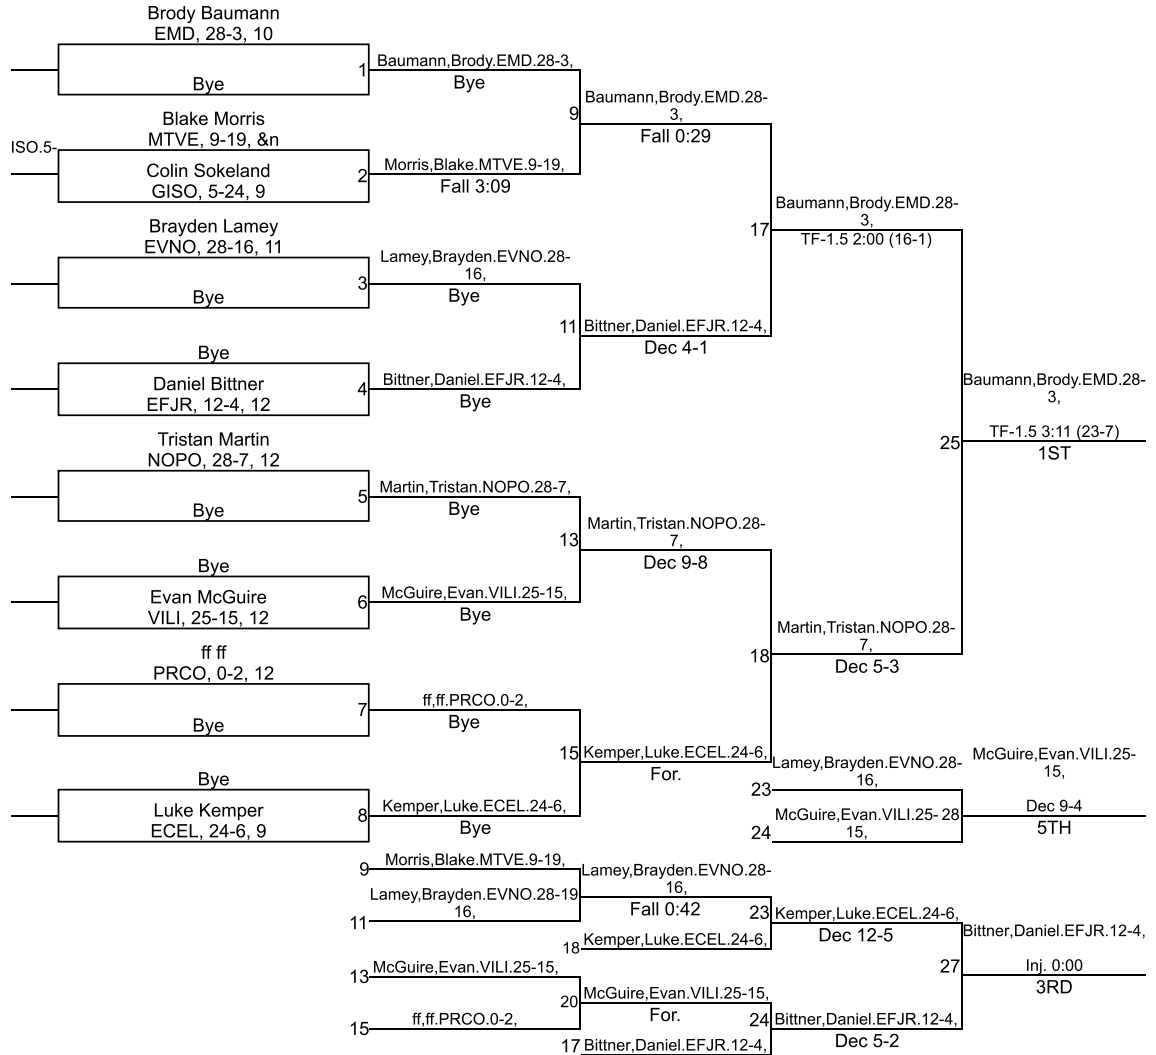 Brody Baumann
EMD, 28-3, 10
Bye
1
Baumann,Brody.EMD.28-3,
Bye
Blake Morris
MTVE, 9-19, &n
ISO.5-
Colin Sokeland
GISO, 5-24, 9
2
Morris,Blake.MTVE.9-19,
Fall 3:09
9
Baumann,Brody.EMD.28-
3,
Fall 0:29
Brayden Lamey
EVNO, 28-16, 11
Bye
3
Lamey,Brayden.EVNO.28-
16,
Bye
Bye
Daniel Bittner
EFJR, 12-4, 12
4
Bittner,Daniel.EFJR.12-4,
Bye
11
Bittner,Daniel.EFJR.12-4,
Dec 4-1
17
Baumann,Brody.EMD.28-
3,
TF-1.5 2:00 (16-1)
Tristan Martin
NOPO, 28-7, 12
Bye
5
Martin,Tristan.NOPO.28-7,
Bye
Bye
Evan McGuire
VILI, 25-15, 12
6
McGuire,Evan.VILI.25-15,
Bye
13
Martin,Tristan.NOPO.28-
7,
Dec 9-8
ff ff
PRCO, 0-2, 12
Bye
7
ff,ff.PRCO.0-2,
Bye
Bye
Luke Kemper
ECEL, 24-6, 9
8
Kemper,Luke.ECEL.24-6,
Bye
15
Kemper,Luke.ECEL.24-6,
For.
18
Martin,Tristan.NOPO.28-
7,
Dec 5-3
25
Baumann,Brody.EMD.28-
3,
TF-1.5 3:11 (23-7)
1ST
23
Lamey,Brayden.EVNO.28-
16,
24
McGuire,Evan.VILI.25-
15,
28
McGuire,Evan.VILI.25-
15,
Dec 9-4
5TH
9
Morris,Blake.MTVE.9-19,
11
Lamey,Brayden.EVNO.28-
16,
19
Lamey,Brayden.EVNO.28-
16,
Fall 0:42
18
Kemper,Luke.ECEL.24-6,
23
Kemper,Luke.ECEL.24-6,
Dec 12-5
13
McGuire,Evan.VILI.25-15,
15
ff,ff.PRCO.0-2,
20
McGuire,Evan.VILI.25-15,
For.
17
Bittner,Daniel.EFJR.12-4,
24
Bittner,Daniel.EFJR.12-4,
Dec 5-2
27
Bittner,Daniel.EFJR.12-4,
Inj. 0:00
3RD